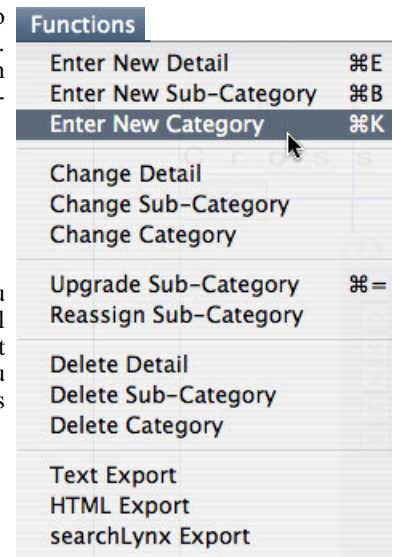 Functions
Enter New Detail ⌘E
Enter New Sub-Category ⌘B
Enter New Category ⌘K
Change Detail
Change Sub-Category
Change Category
Upgrade Sub-Category ⌘=
Reassign Sub-Category
Delete Detail
Delete Sub-Category
Delete Category
Text Export
HTML Export
searchLynx Export